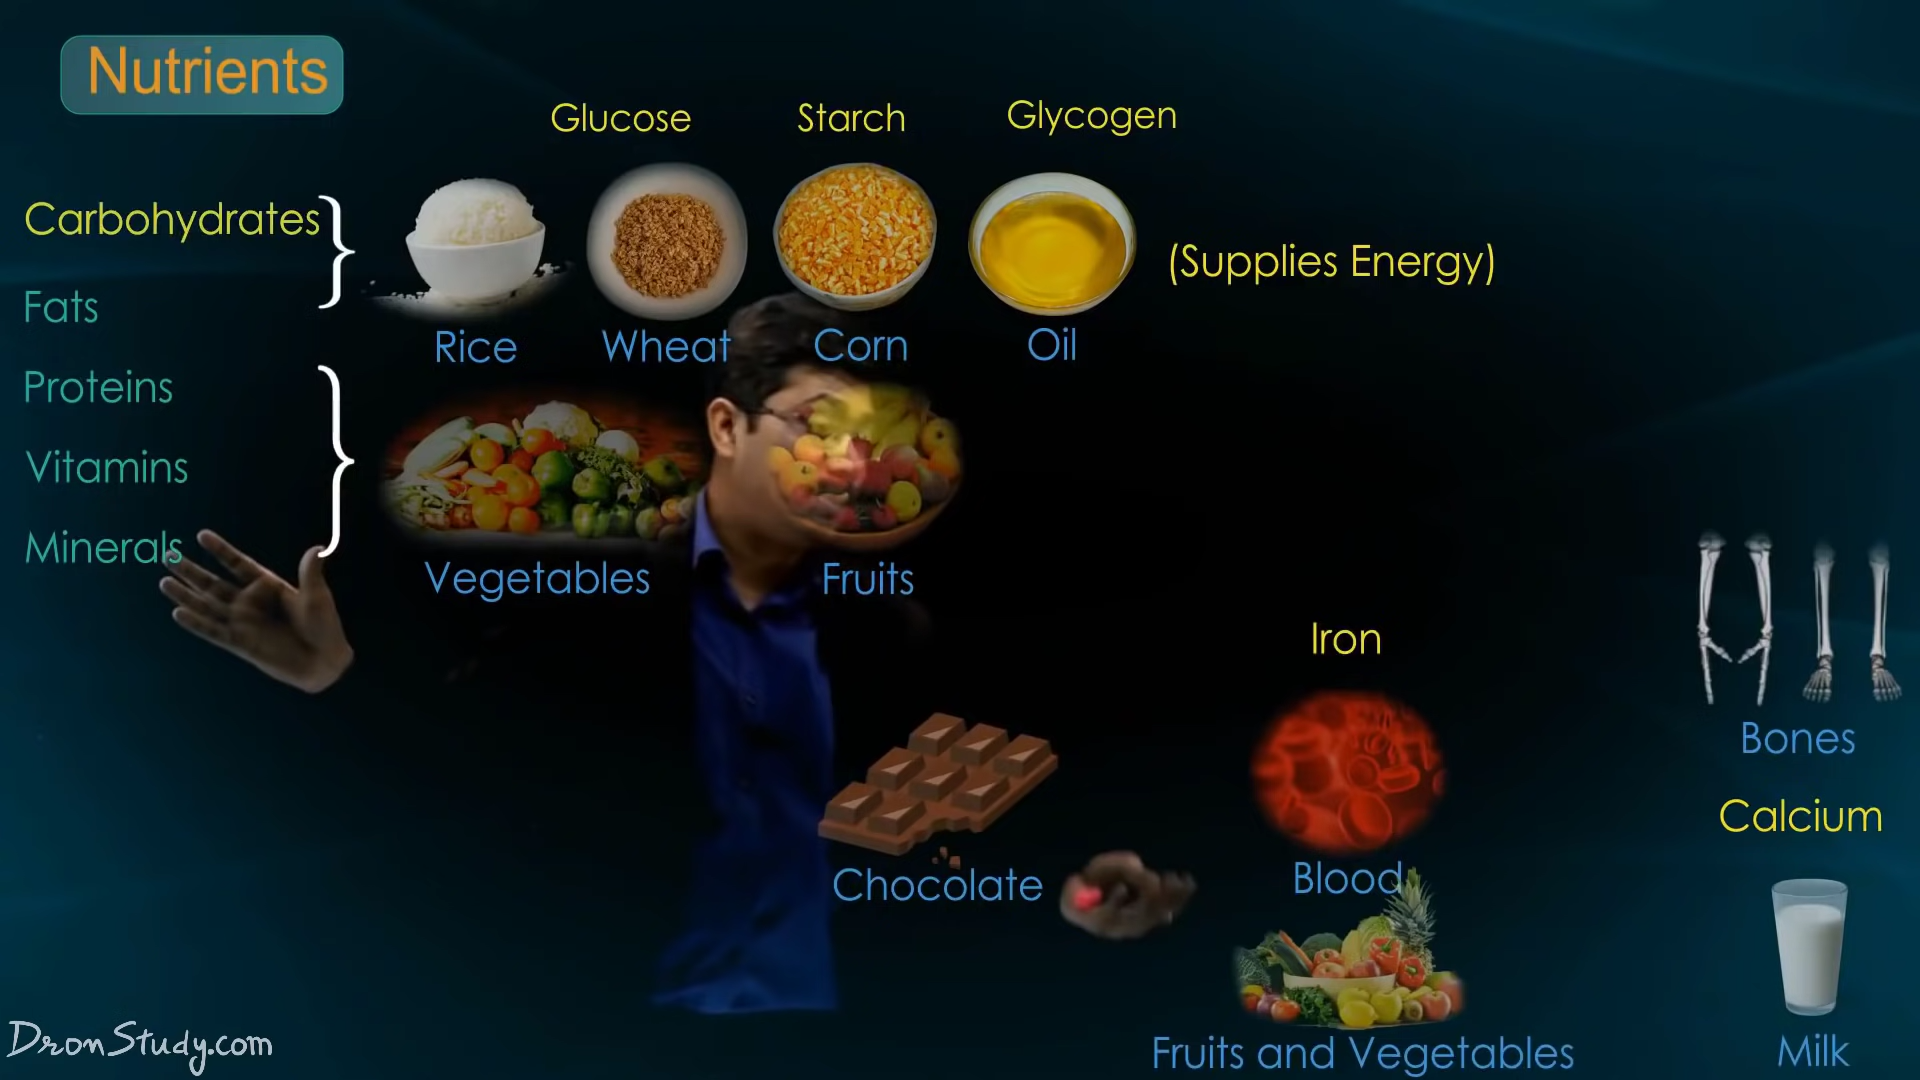 Nutrients
Glucose Starch Glycogen
Carbohydrates
(Supplies Energy)
Fats
Rice Wheat Corn Oil
Proteins
Vitamins
Minerals
Vegetables Fruits
Iron
Bones
Calcium
Blood
Chocolate
DronStudy.com
Fruits and Vegetables
Milk